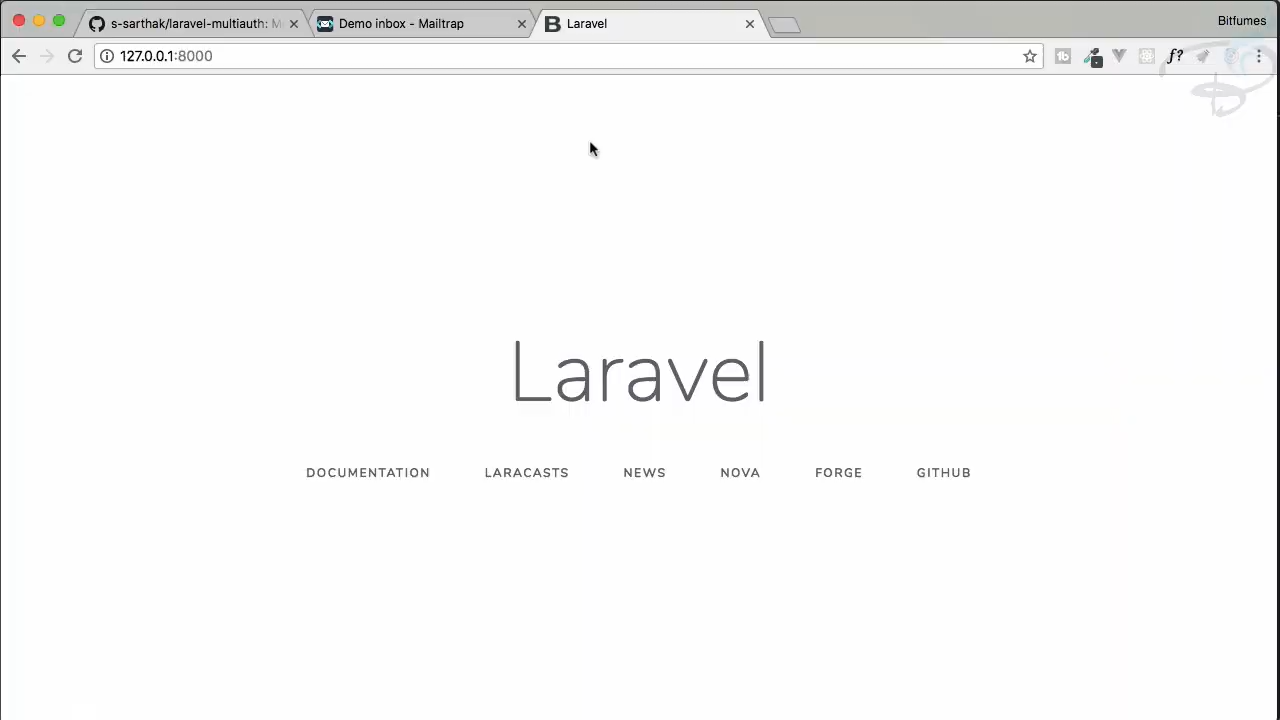 s-sarthak/laravel-multiauth: M
Demo inbox - Mailtrap
Laravel
Bitfumes
127.0.0.1:8000
f?
Laravel
DOCUMENTATION
LARACASTS
NEWS
NOVA
FORGE
GITHUB